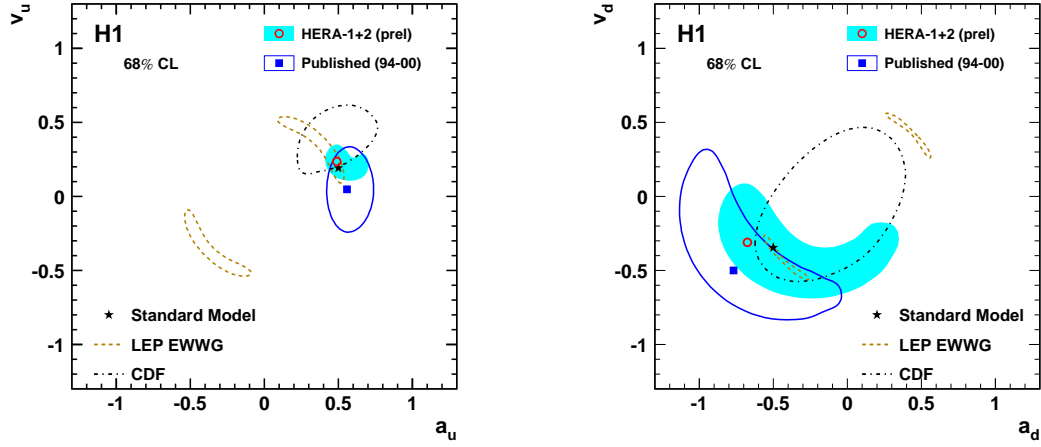 v_u
H1
HERA-1+2 (prel)
68% CL
Published (94-00)
1
0.5
0
-0.5
-1
Standard Model
LEP EWWG
CDF
-1 -0.5 0 0.5 1
a_u
v_d
H1
HERA-1+2 (prel)
68% CL
Published (94-00)
1
0.5
0
-0.5
-1
Standard Model
LEP EWWG
CDF
-1 -0.5 0 0.5 1
a_d